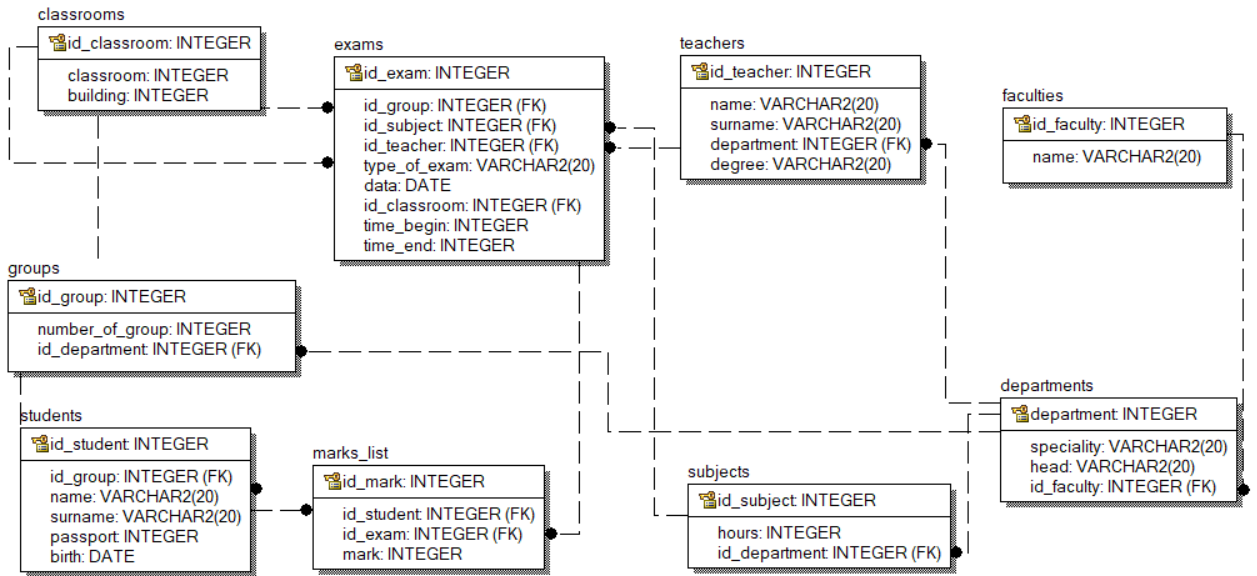 classrooms
id_classroom: INTEGER
classroom: INTEGER
building: INTEGER
exams
id_exam: INTEGER
id_group: INTEGER (FK)
id_subject: INTEGER (FK)
id_teacher: INTEGER (FK)
type_of_exam: VARCHAR2(20)
data: DATE
id_classroom: INTEGER (FK)
time_begin: INTEGER
time_end: INTEGER
teachers
id_teacher: INTEGER
name: VARCHAR2(20)
surname: VARCHAR2(20)
department: INTEGER (FK)
degree: VARCHAR2(20)
faculties
id_faculty: INTEGER
name: VARCHAR2(20)
groups
id_group: INTEGER
number_of_group: INTEGER
id_department: INTEGER (FK)
students
id_student: INTEGER
id_group: INTEGER (FK)
name: VARCHAR2(20)
surname: VARCHAR2(20)
passport: INTEGER
birth: DATE
marks_list
id_mark: INTEGER
id_student: INTEGER (FK)
id_exam: INTEGER (FK)
mark: INTEGER
subjects
id_subject: INTEGER
hours: INTEGER
id_department: INTEGER (FK)
departments
department: INTEGER
speciality: VARCHAR2(20)
head: VARCHAR2(20)
id_faculty: INTEGER (FK)